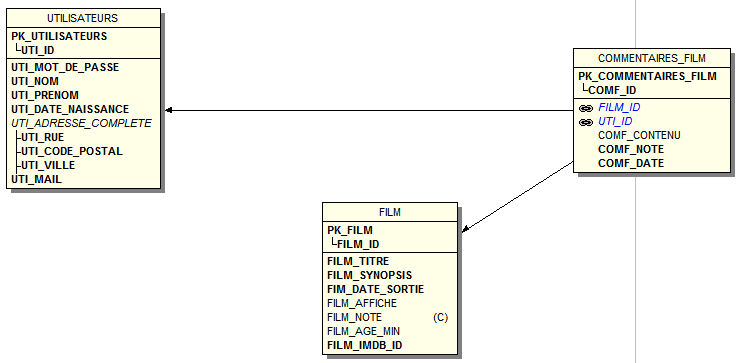 UTILISATEURS
PK_UTILISATEURS
UTI_ID
UTI_MOT_DE_PASSE
UTI_NOM
UTI_PRENOM
UTI_DATE_NAISSANCE
UTI_ADRESSE_COMPLETE
UTI_RUE
UTI_CODE_POSTAL
UTI_VILLE
UTI_MAIL
COMMENTAIRES_FILM
PK_COMMENTAIRES_FILM
COMF_ID
FILM_ID
UTI_ID
COMF_CONTENU
COMF_NOTE
COMF_DATE
FILM
PK_FILM
FILM_ID
FILM_TITRE
FILM_SYNOPSIS
FIM_DATE_SORTIE
FILM_AFFICHE
FILM_NOTE (C)
FILM_AGE_MIN
FILM_IMDB_ID